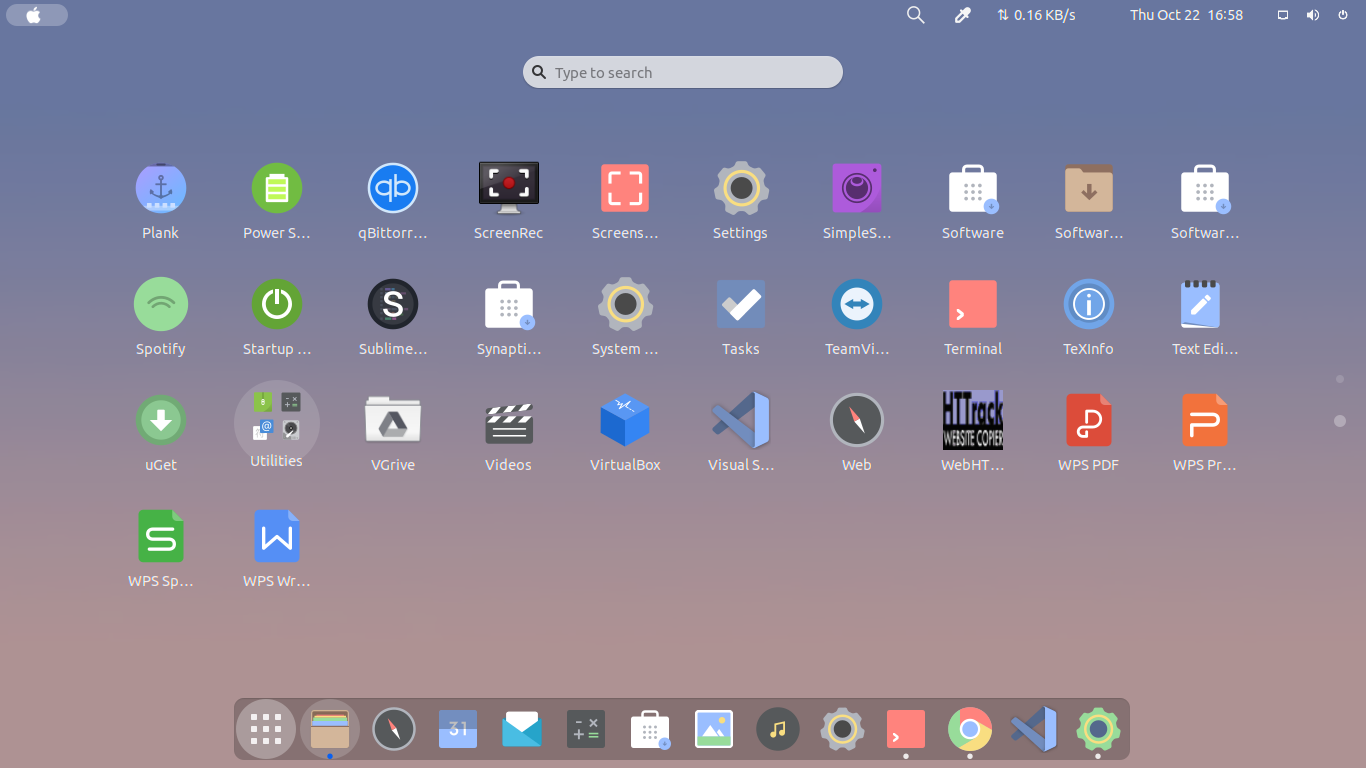 0.16 KB/s
Thu Oct 22 16:58
Type to search
Plank
Power S...
qBittorr...
ScreenRec
Screens...
Settings
SimpleS...
Software
Softwar...
Softwar...
Spotify
Startup ...
Sublime...
Synapti...
System ...
Tasks
TeamVi...
Terminal
TeXInfo
Text Edi...
uGet
Utilities
VGrive
Videos
VirtualBox
Visual S...
Web
HTTrack
WEBSITE COPIER
WebHT...
WPS PDF
WPS Pr...
WPS Sp...
WPS Wr...
31